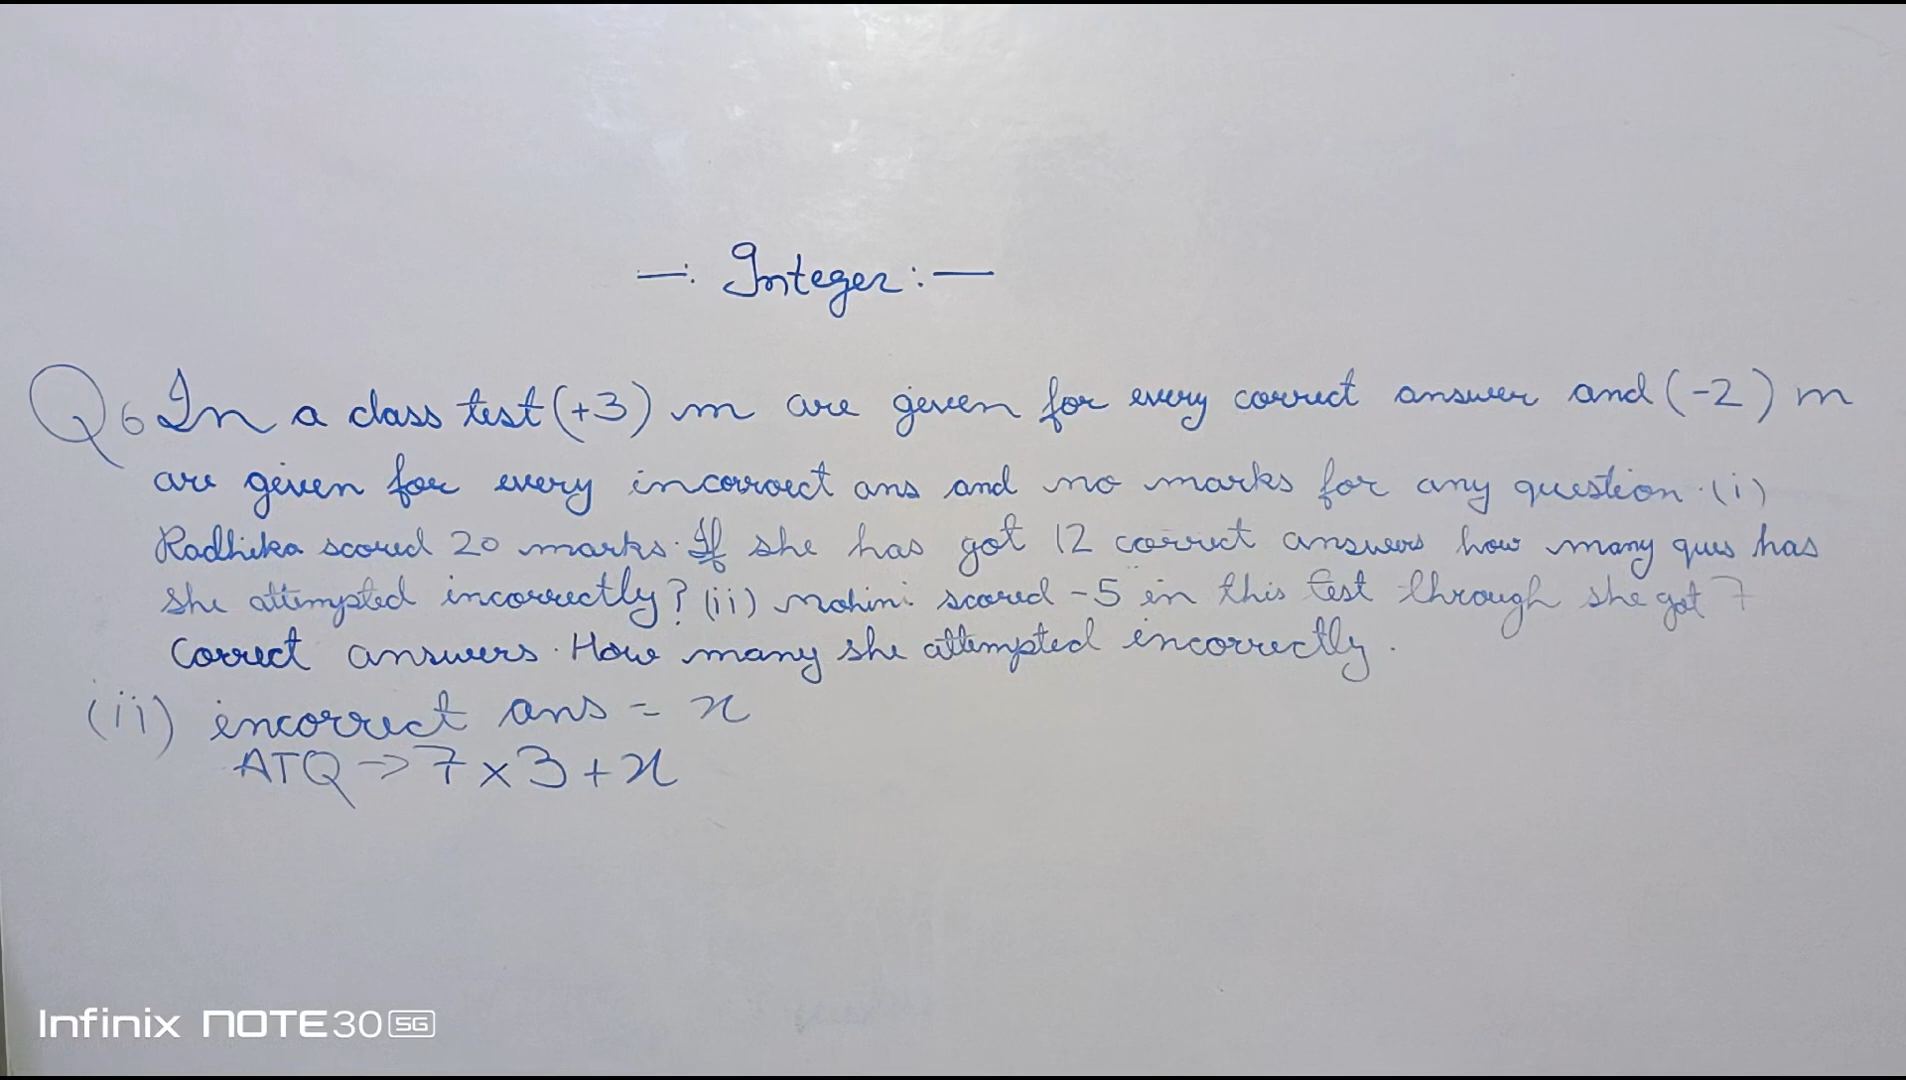 —: Integer :—
Q6 In a class test (+3) m are given for every correct answer and (-2) m
are given for every incorroect ans and no marks for any question. (i)
Radhika scored 20 marks. If she has got 12 correct answers how many ques has
she attempted incorrectly? (ii) Mohini scored -5 in this test through she got 7
correct answers. How many she attempted incorrectly.
(ii) incorrect ans = x
ATQ → 7 × 3 + x
Infinix NOTE 30 5G